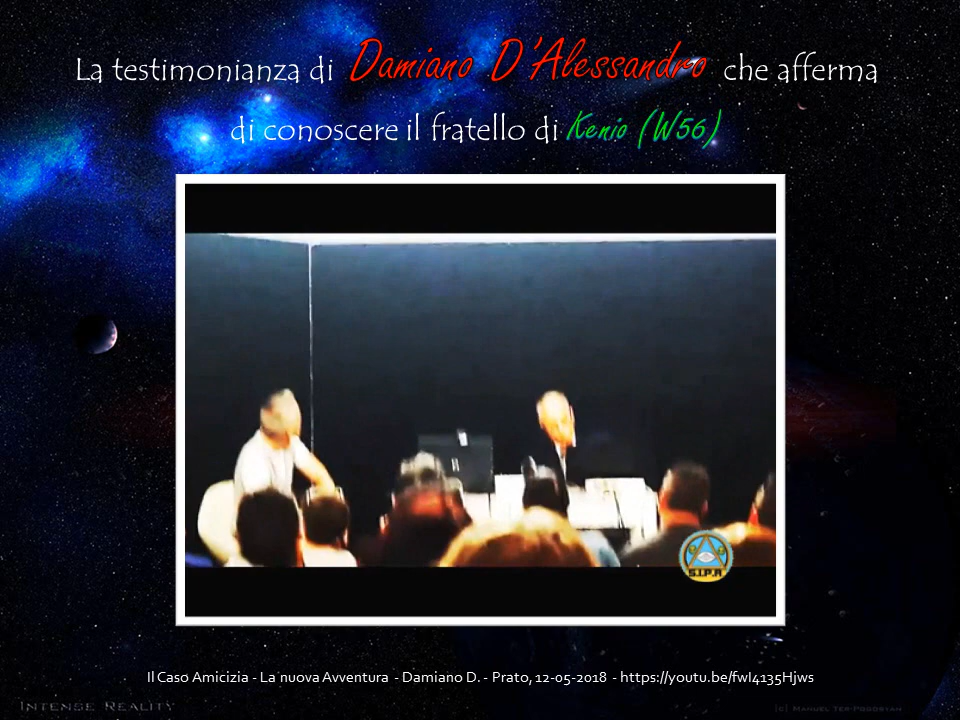 La testimonianza di Damiano D'Alessandro che afferma
di conoscere il fratello di Kenio (W56)
S.I.P.A
Il Caso Amicizia - La nuova Avventura - Damiano D. - Prato, 12-05-2018 - https://youtu.be/fwI4135Hjws
INTENSE REALITY
(c) MANUEL TER-POGOSYAN